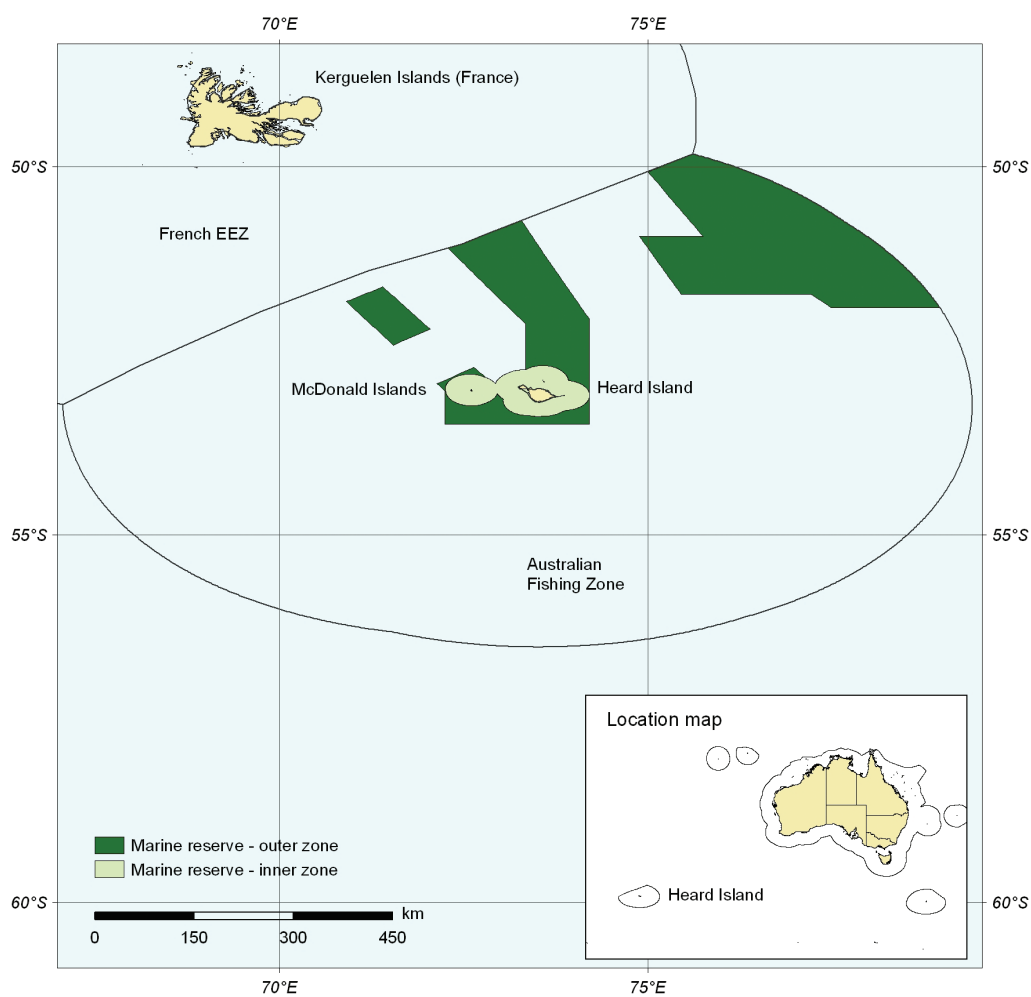 70°E 75°E
Kerguelen Islands (France)
50°S 50°S
French EEZ
McDonald Islands
Heard Island
55°S 55°S
Australian
Fishing Zone
Location map
Marine reserve - outer zone
Marine reserve - inner zone
Heard Island
60°S 60°S
km
0 150 300 450
70°E 75°E